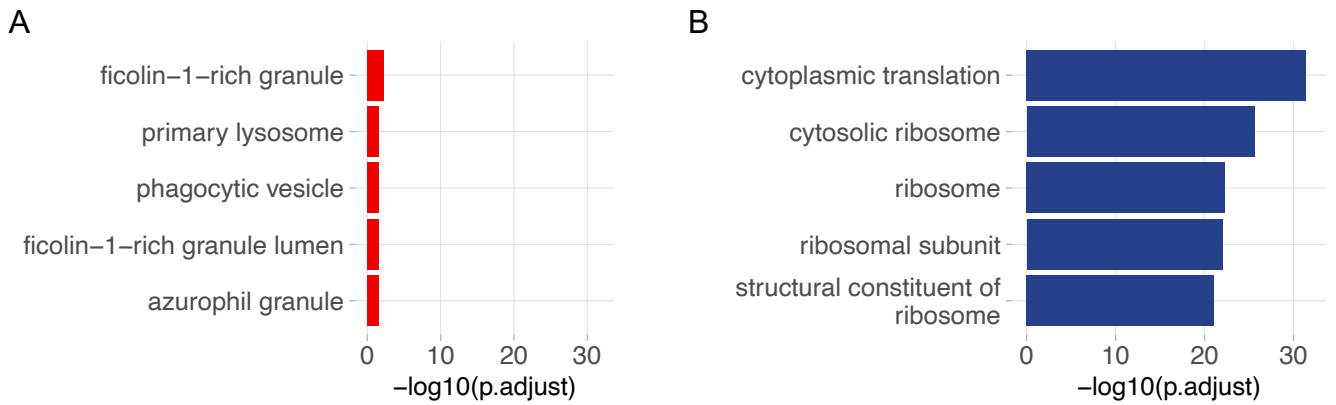 A
ficolin−1−rich granule
primary lysosome
phagocytic vesicle
ficolin−1−rich granule lumen
azurophil granule
0 10 20 30
−log10(p.adjust)
B
cytoplasmic translation
cytosolic ribosome
ribosome
ribosomal subunit
structural constituent of
ribosome
0 10 20 30
−log10(p.adjust)